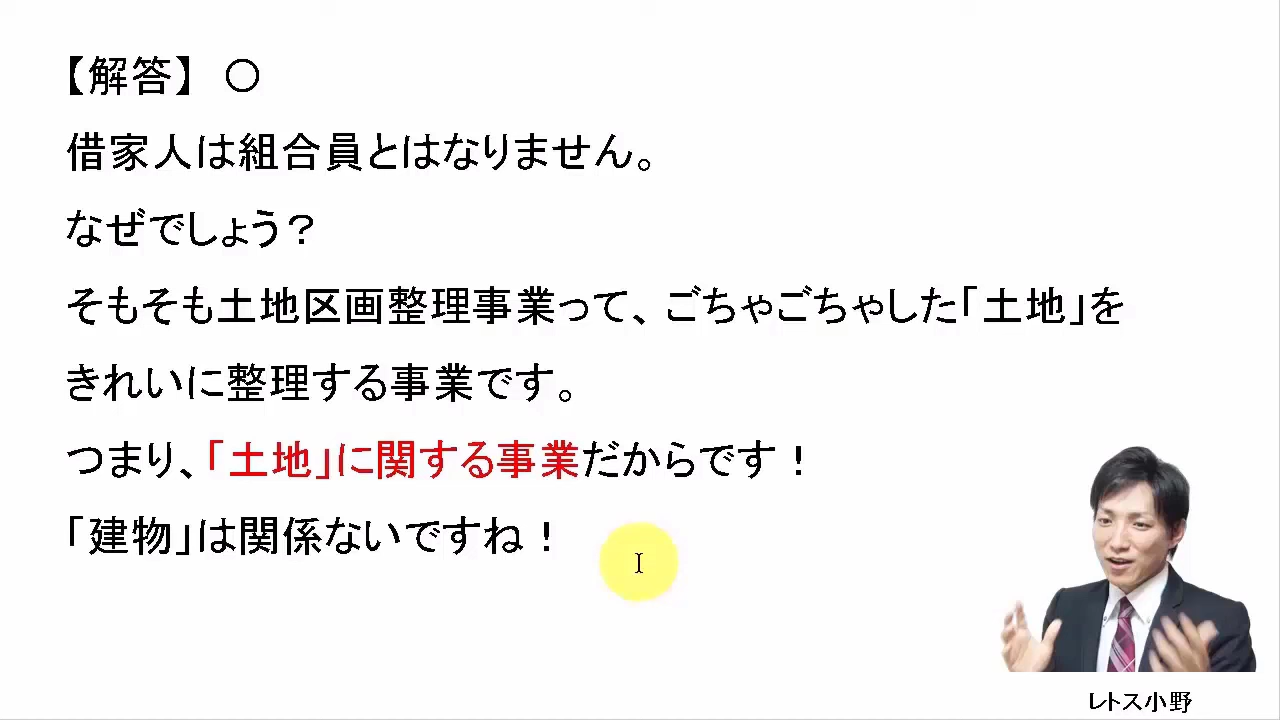 【解答】 ○
借家人は組合員とはなりません。
なぜでしょう？
そもそも土地区画整理事業って、ごちゃごちゃした「土地」を
きれいに整理する事業です。
つまり、「土地」に関する事業だからです！
「建物」は関係ないですね！
レトス小野